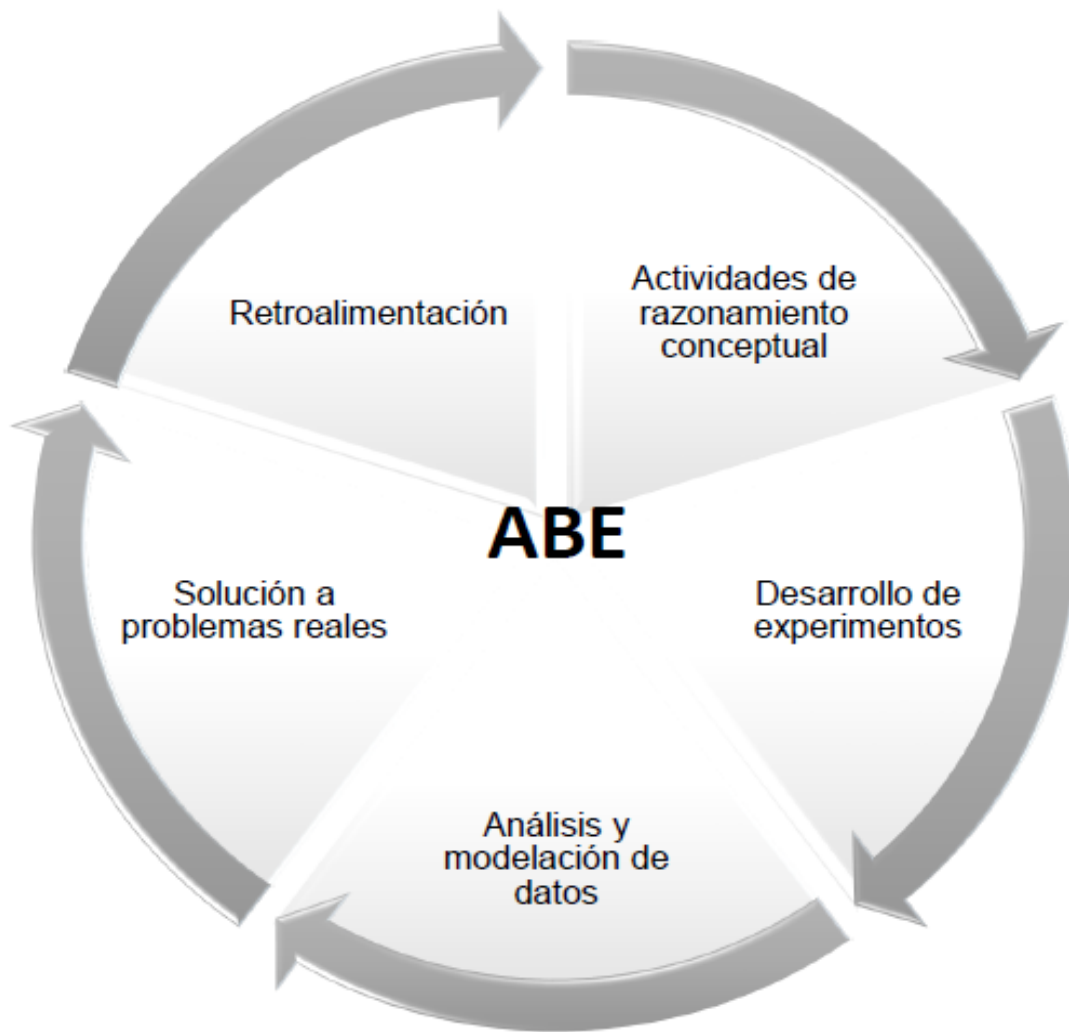 Retroalimentación
Actividades de
razonamiento
conceptual
ABE
Solución a
problemas reales
Desarrollo de
experimentos
Análisis y
modelación de
datos